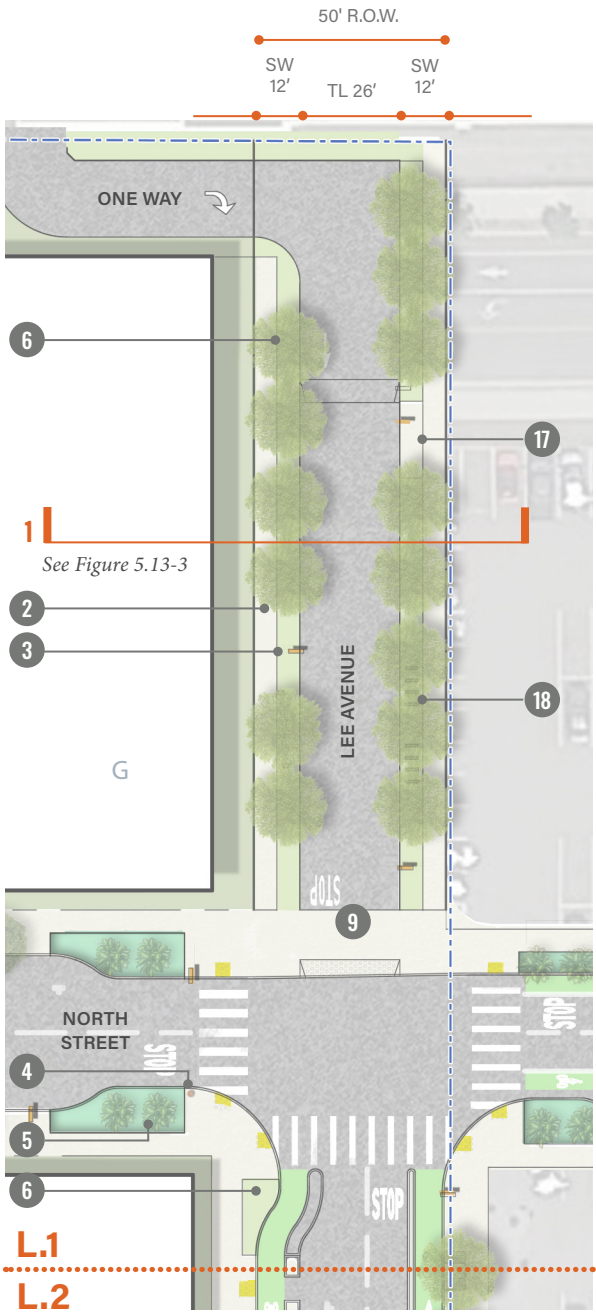 50' R.O.W.
SW
12'
TL 26'
SW
12'
ONE WAY
6
17
1
See Figure 5.13-3
2
3
LEE AVENUE
18
G
STOP
9
NORTH
STREET
STOP
STOP
4
5
6
STOP
L.1
L.2